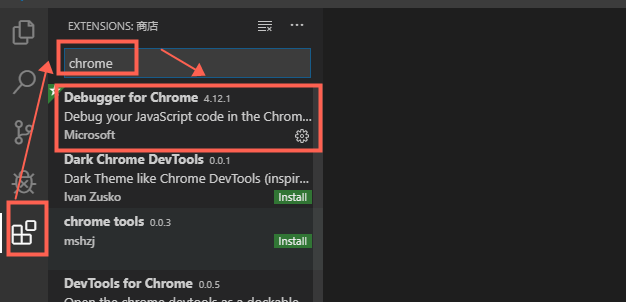 EXTENSIONS: 商店
chrome
Debugger for Chrome 4.12.1
Debug your JavaScript code in the Chrom...
Microsoft
Dark Chrome DevTools 0.0.1
Dark Theme like Chrome DevTools (inspir...
Ivan Zusko Install
chrome tools 0.0.3
mshzj Install
DevTools for Chrome 0.0.5
Open the chrome devtools as a dockable